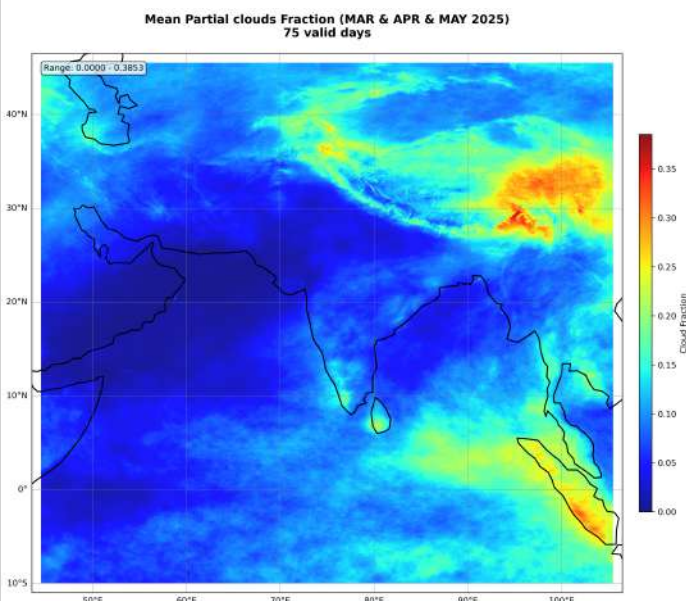 Mean Partial clouds Fraction (MAR & APR & MAY 2025)
75 valid days
Range: 0.0000 - 0.3853
40°N
30°N
20°N
10°N
0°
10°S
50°E
60°E
70°E
80°E
90°E
100°E
0.35
0.30
0.25
0.20
0.15
0.10
0.05
0.00
Cloud Fraction